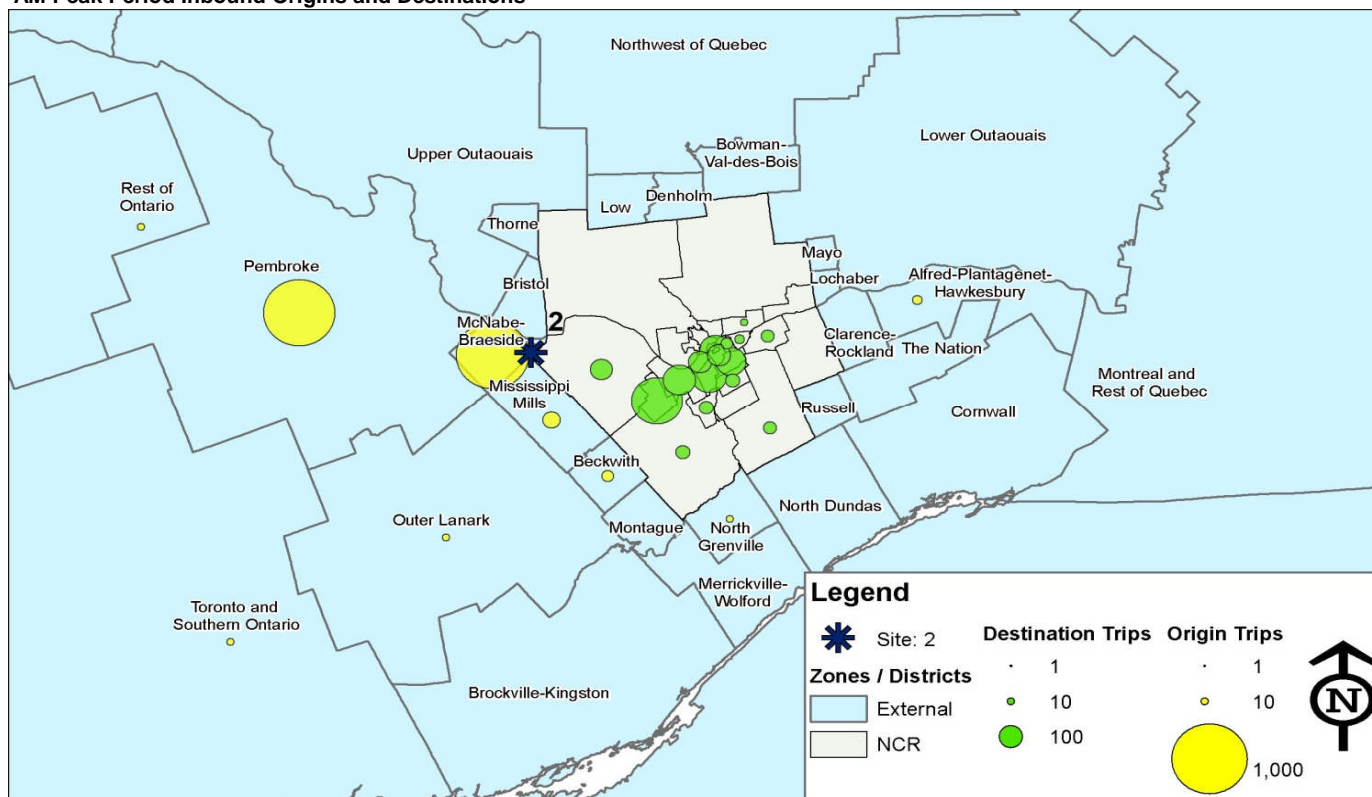 AM Peak Period Inbound Origins and Destinations
Northwest of Quebec
Lower Outaouais
Upper Outaouais
Bowman-
Val-des-Bois
Rest of
Ontario
Denholm
Low
Thorne
Mayo
Pembroke
Bristol
Lochaber
Alfred-Plantagenet-
Hawkesbury
McNabe-
Braeside
2
Clarence-
Rockland
The Nation
Montreal and
Rest of Quebec
Mississippi
Mills
Russell
Cornwall
Beckwith
North Dundas
Outer Lanark
Montague
North
Grenville
Merrickville-
Wolford
Toronto and
Southern Ontario
Brockville-Kingston
Legend
Site: 2
Zones / Districts
External
NCR
Destination Trips
1
10
100
Origin Trips
1
10
1,000
N